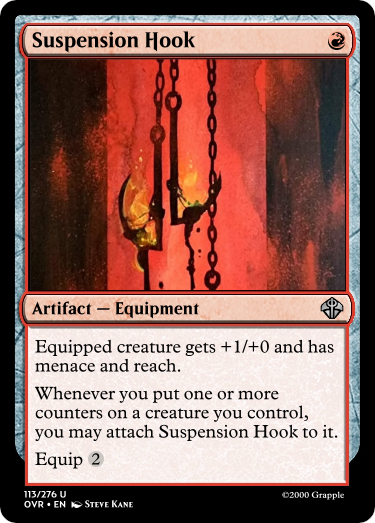 Suspension Hook
Artifact — Equipment
Equipped creature gets +1/+0 and has
menace and reach.
Whenever you put one or more
counters on a creature you control,
you may attach Suspension Hook to it.
Equip 2
113/276 U
OVR • EN Steve Kane
©2000 Grapple